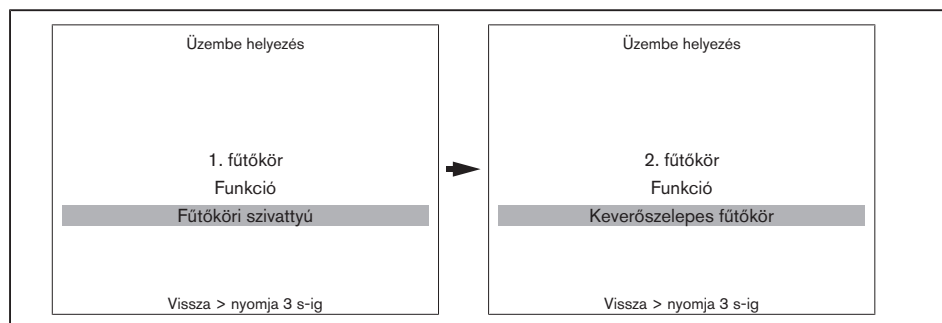 Üzembe helyezés
1. fűtőkör
Funkció
Fűtőköri szivattyú
Vissza > nyomja 3 s-ig
Üzembe helyezés
2. fűtőkör
Funkció
Keverőszelepes fűtőkör
Vissza > nyomja 3 s-ig